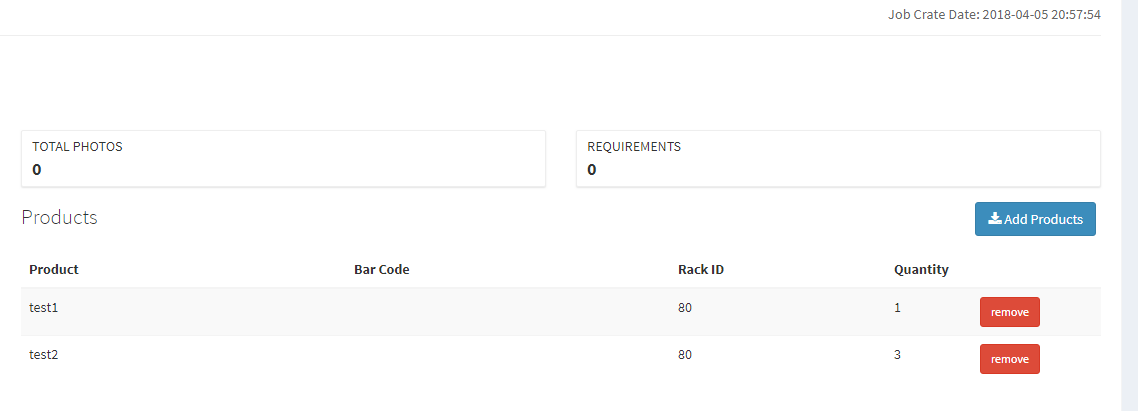 Job Crate Date: 2018-04-05 20:57:54
TOTAL PHOTOS
0
REQUIREMENTS
0
Products
Add Products
Product Bar Code Rack ID Quantity
test1 80 1 remove
test2 80 3 remove